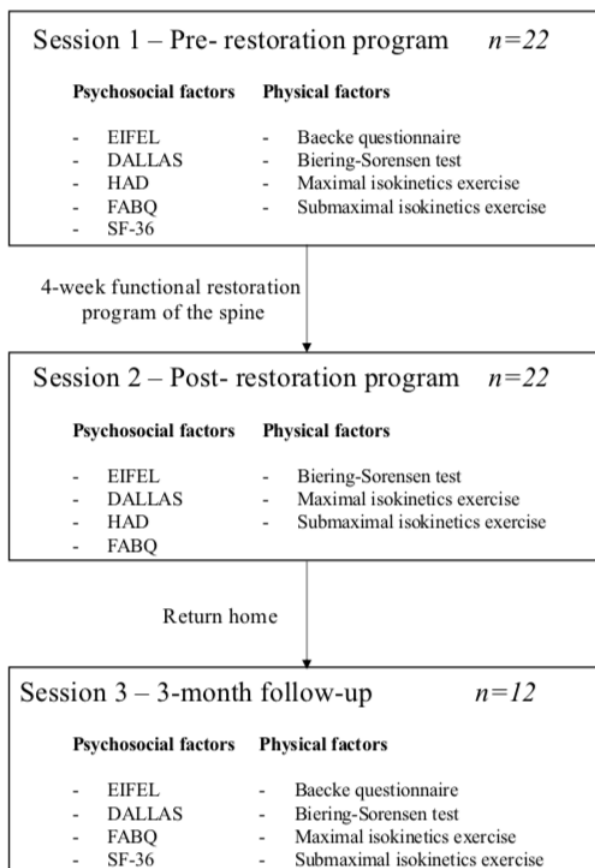 Session 1 – Pre- restoration program n=22
Psychosocial factors Physical factors
- EIFEL - Baecke questionnaire
- DALLAS - Biering-Sorensen test
- HAD - Maximal isokinetics exercise
- FABQ - Submaximal isokinetics exercise
- SF-36
4-week functional restoration
program of the spine
Session 2 – Post- restoration program n=22
Psychosocial factors Physical factors
- EIFEL - Biering-Sorensen test
- DALLAS - Maximal isokinetics exercise
- HAD - Submaximal isokinetics exercise
- FABQ
Return home
Session 3 – 3-month follow-up n=12
Psychosocial factors Physical factors
- EIFEL - Baecke questionnaire
- DALLAS - Biering-Sorensen test
- FABQ - Maximal isokinetics exercise
- SF-36 - Submaximal isokinetics exercise